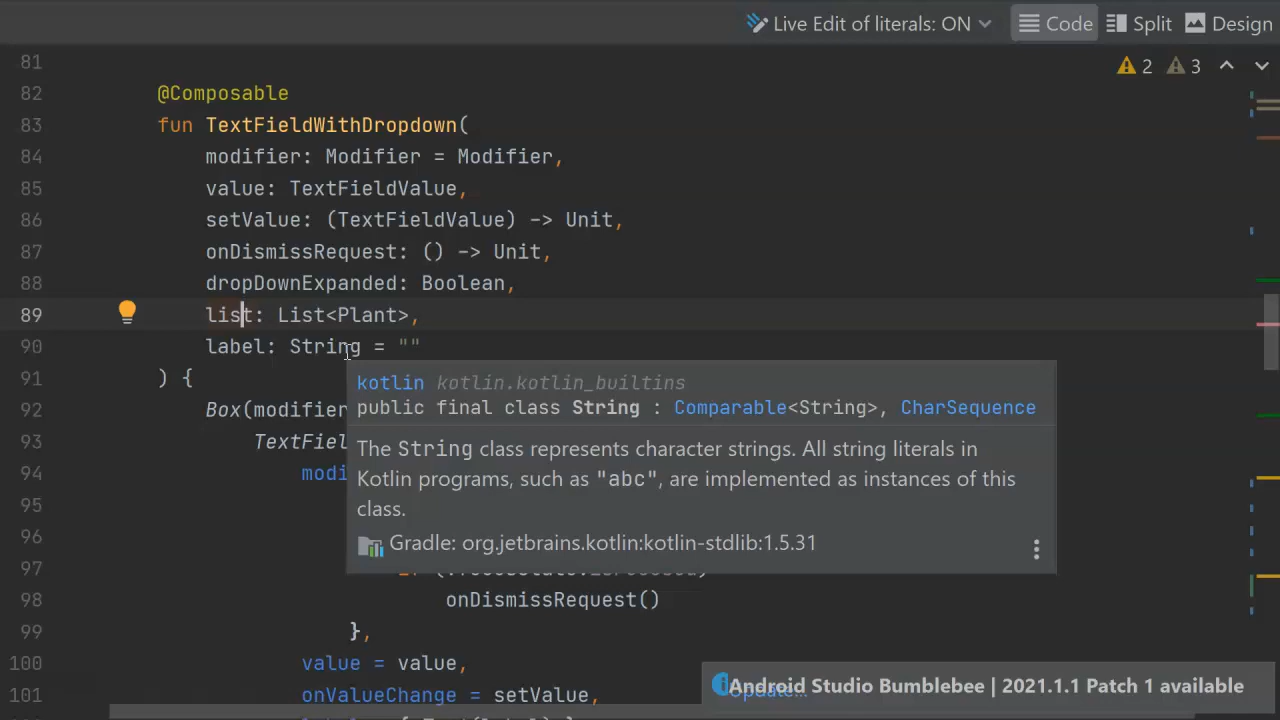 Live Edit of literals: ON Code Split Design
81 2 3
82 @Composable
83 fun TextFieldWithDropdown(
84 modifier: Modifier = Modifier,
85 value: TextFieldValue,
86 setValue: (TextFieldValue) -> Unit,
87 onDismissRequest: () -> Unit,
88 dropDownExpanded: Boolean,
89 list: List<Plant>,
90 label: String = ""
91 ) {
92 Box(modifier
93 TextFiel
94 modi
95
96
97
98 onDismissRequest()
99 },
100 value = value,
101 onValueChange = setValue,
kotlin kotlin.kotlin_builtins
public final class String : Comparable<String>, CharSequence
The String class represents character strings. All string literals in
Kotlin programs, such as "abc", are implemented as instances of this
class.
Gradle: org.jetbrains.kotlin:kotlin-stdlib:1.5.31
Android Studio Bumblebee | 2021.1.1 Patch 1 available
Update...